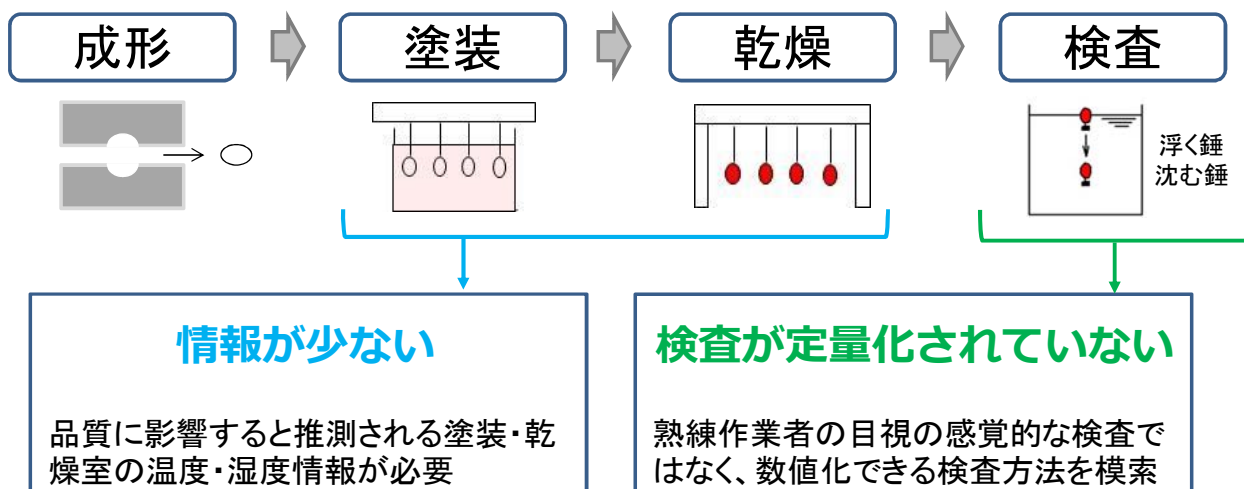 成形
塗装
乾燥
検査
浮く錘
沈む錘
情報が少ない
品質に影響すると推測される塗装・乾
燥室の温度・湿度情報が必要
検査が定量化されていない
熟練作業者の目視の感覚的な検査で
はなく、数値化できる検査方法を模索